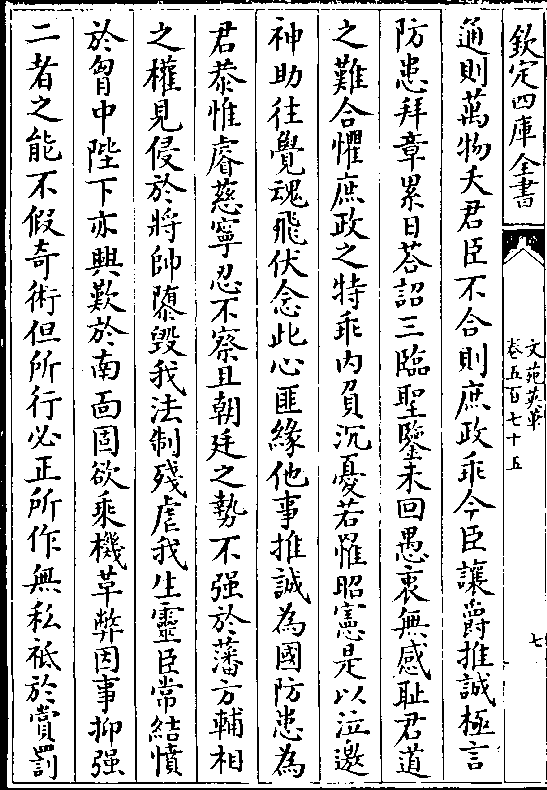 欽定四庫全書
文苑英華
卷五百七十五
七
通則萬物夭君臣不合則庶政乖今臣讓爵推誠極言
防患拜章累日荅詔三臨聖鑒未回愚衷無感耻君道
之難合懼庶政之特乖内負沉憂若罹昭憲是以泣邀
神助往覺魂飛伏念此心匪縁他事推誠為國防患為
君恭惟睿慈寧忍不察且朝廷之勢不强於藩方輔相
之權見侵於將帥隳毁我法制殘虐我生靈臣常結憤
於胷中陛下亦興歎於南面固欲乘機革弊因事抑强
二者之能不假奇術但所行必正所作無私祗於賞罰